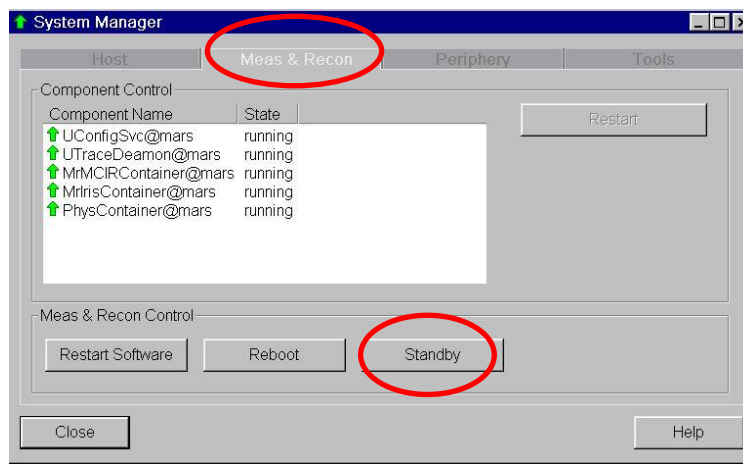 System Manager
Host Meas & Recon Periphery Tools
Component Control
Component Name State
Restart
UConfigSvc@mars running
UTraceDeamon@mars running
MrMCIRContainer@mars running
MrIrisContainer@mars running
PhysContainer@mars running
Meas & Recon Control
Restart Software Reboot Standby
Close Help